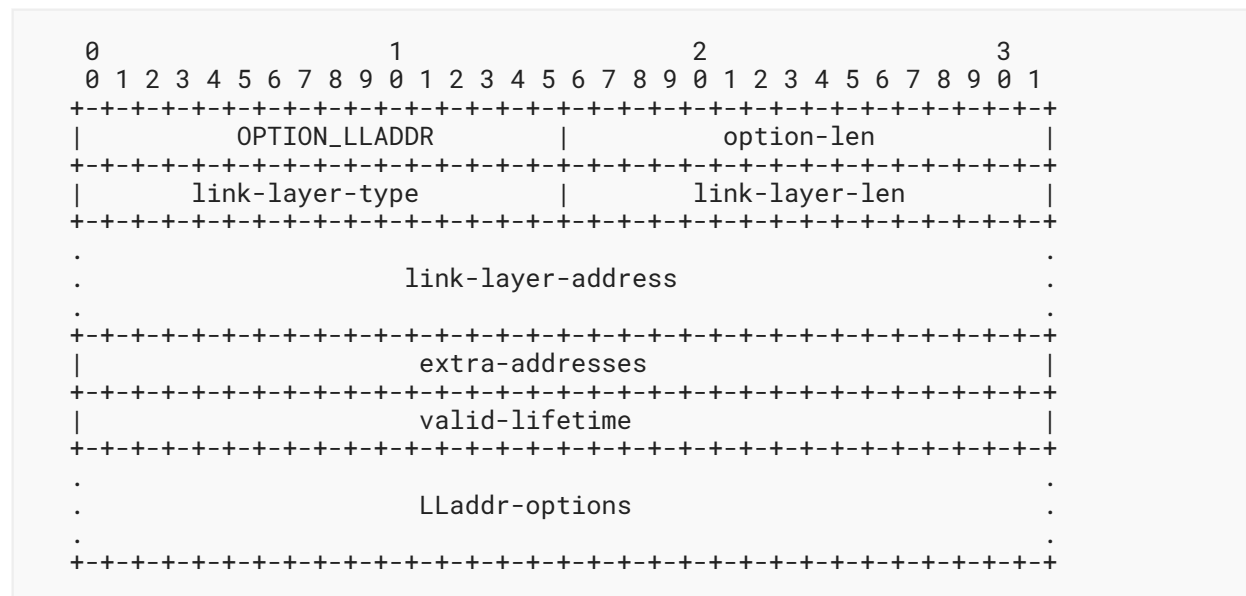 0                   1                   2                   3
 0 1 2 3 4 5 6 7 8 9 0 1 2 3 4 5 6 7 8 9 0 1 2 3 4 5 6 7 8 9 0 1
+-+-+-+-+-+-+-+-+-+-+-+-+-+-+-+-+-+-+-+-+-+-+-+-+-+-+-+-+-+-+-+-+
|          OPTION_LLADDR        |          option-len           |
+-+-+-+-+-+-+-+-+-+-+-+-+-+-+-+-+-+-+-+-+-+-+-+-+-+-+-+-+-+-+-+-+
|       link-layer-type         |        link-layer-len         |
+-+-+-+-+-+-+-+-+-+-+-+-+-+-+-+-+-+-+-+-+-+-+-+-+-+-+-+-+-+-+-+-+
.                                                               .
.                     link-layer-address                        .
.                                                               .
+-+-+-+-+-+-+-+-+-+-+-+-+-+-+-+-+-+-+-+-+-+-+-+-+-+-+-+-+-+-+-+-+
|                      extra-addresses                          |
+-+-+-+-+-+-+-+-+-+-+-+-+-+-+-+-+-+-+-+-+-+-+-+-+-+-+-+-+-+-+-+-+
|                      valid-lifetime                           |
+-+-+-+-+-+-+-+-+-+-+-+-+-+-+-+-+-+-+-+-+-+-+-+-+-+-+-+-+-+-+-+-+
.                                                               .
.                      LLaddr-options                           .
.                                                               .
+-+-+-+-+-+-+-+-+-+-+-+-+-+-+-+-+-+-+-+-+-+-+-+-+-+-+-+-+-+-+-+-+